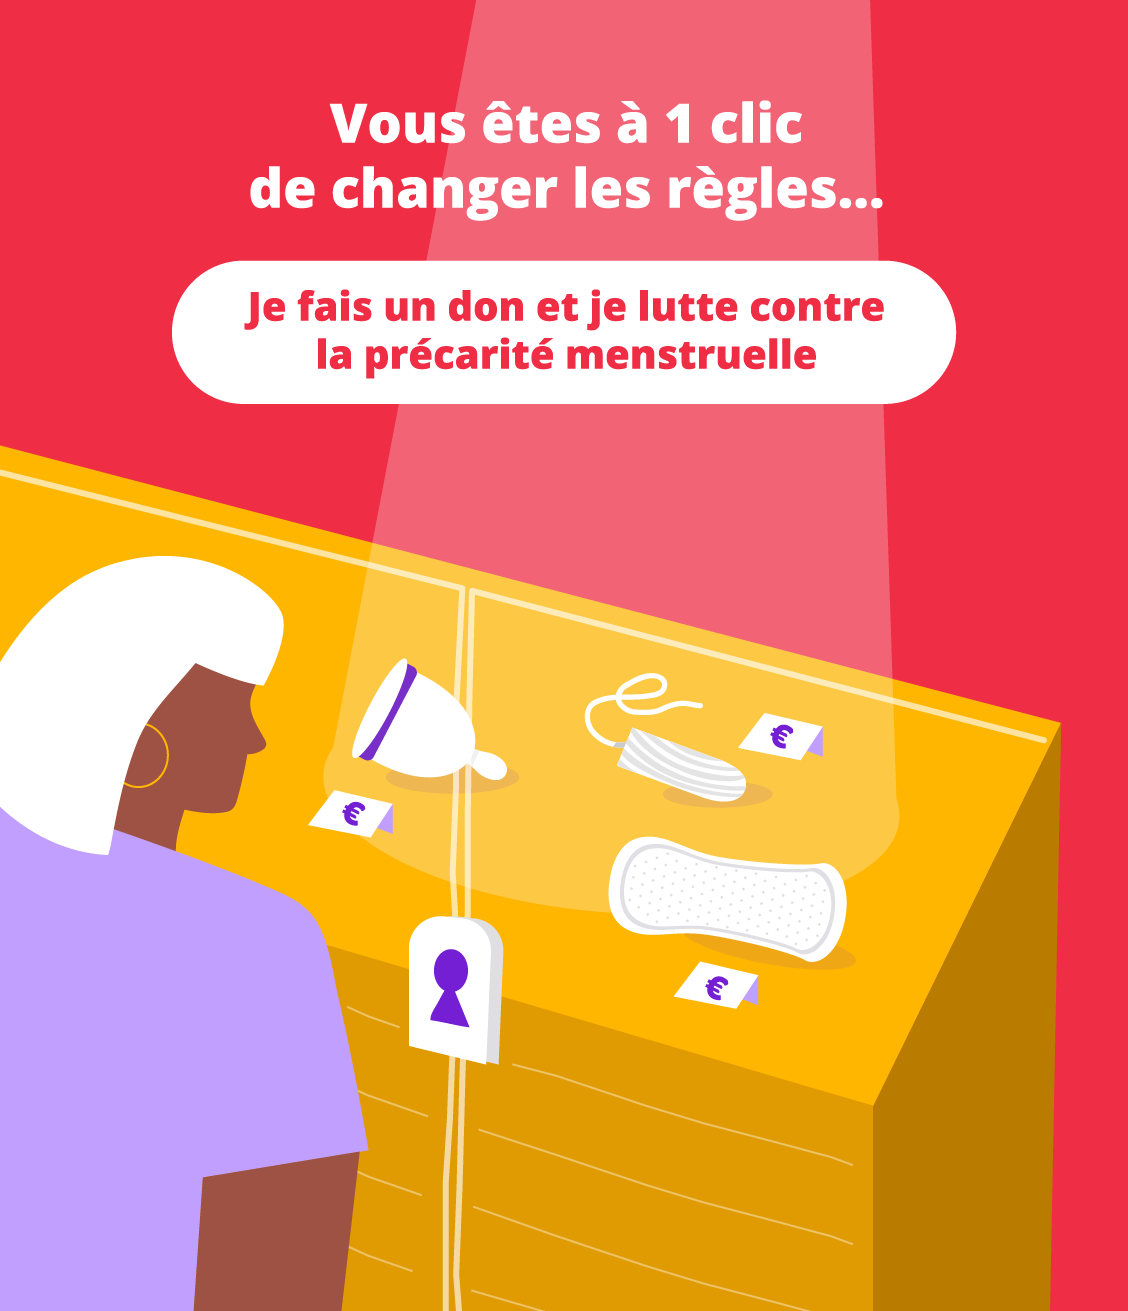 Vous êtes à 1 clic
de changer les règles...
Je fais un don et je lutte contre
la précarité menstruelle
€
€
€